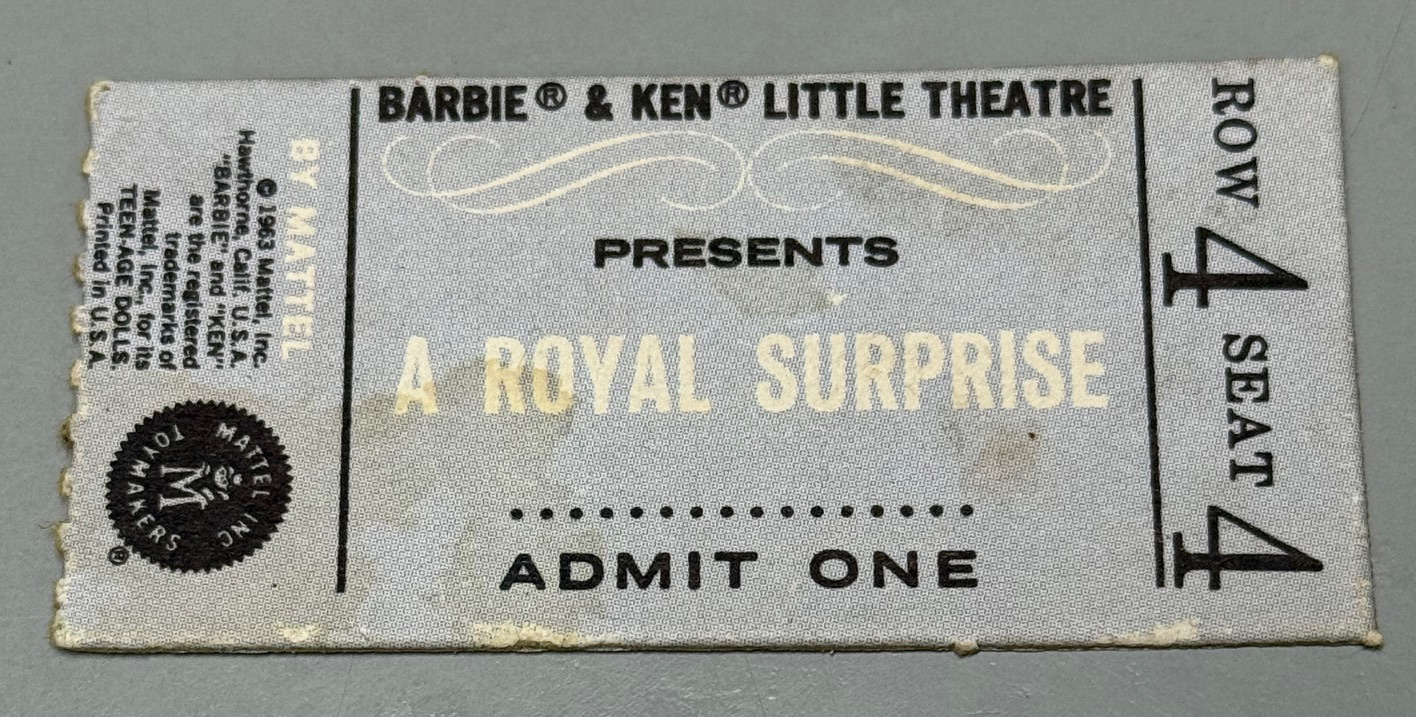 BARBIE® & KEN® LITTLE THEATRE
PRESENTS
A ROYAL SURPRISE
ADMIT ONE
ROW 4 SEAT 4
BY MATTEL
© 1963 Mattel, Inc.
Hawthorne, Calif. U.S.A.
"BARBIE" and "KEN"
are the registered
trademarks of
Mattel, Inc., for its
TEEN-AGE DOLLS.
Printed in U.S.A.
MATTEL INC
M
TOYMAKERS
®